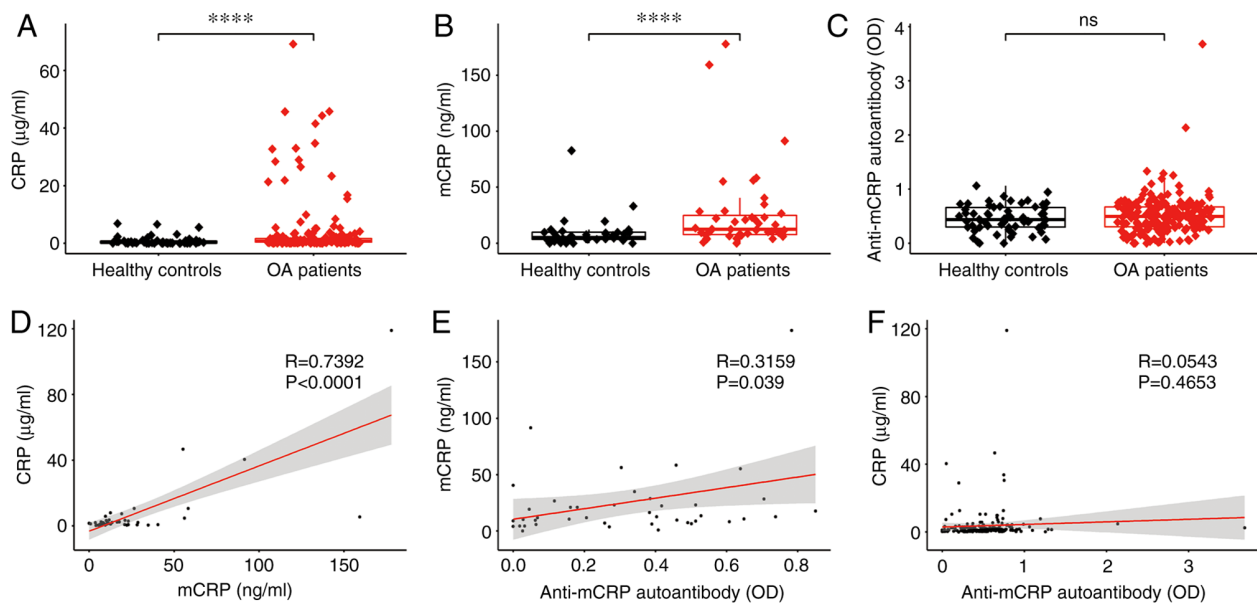 A
****
CRP (μg/ml)
60
40
20
0
Healthy controls
OA patients
B
****
mCRP (ng/ml)
150
100
50
0
Healthy controls
OA patients
C
ns
Anti-mCRP autoantibody (OD)
4
3
2
1
0
Healthy controls
OA patients
D
R=0.7392
P<0.0001
CRP (μg/ml)
120
80
40
0
0 50 100 150
mCRP (ng/ml)
E
R=0.3159
P=0.039
mCRP (ng/ml)
150
100
50
0
0.0 0.2 0.4 0.6 0.8
Anti-mCRP autoantibody (OD)
F
R=0.0543
P=0.4653
CRP (μg/ml)
120
80
40
0
0 1 2 3
Anti-mCRP autoantibody (OD)